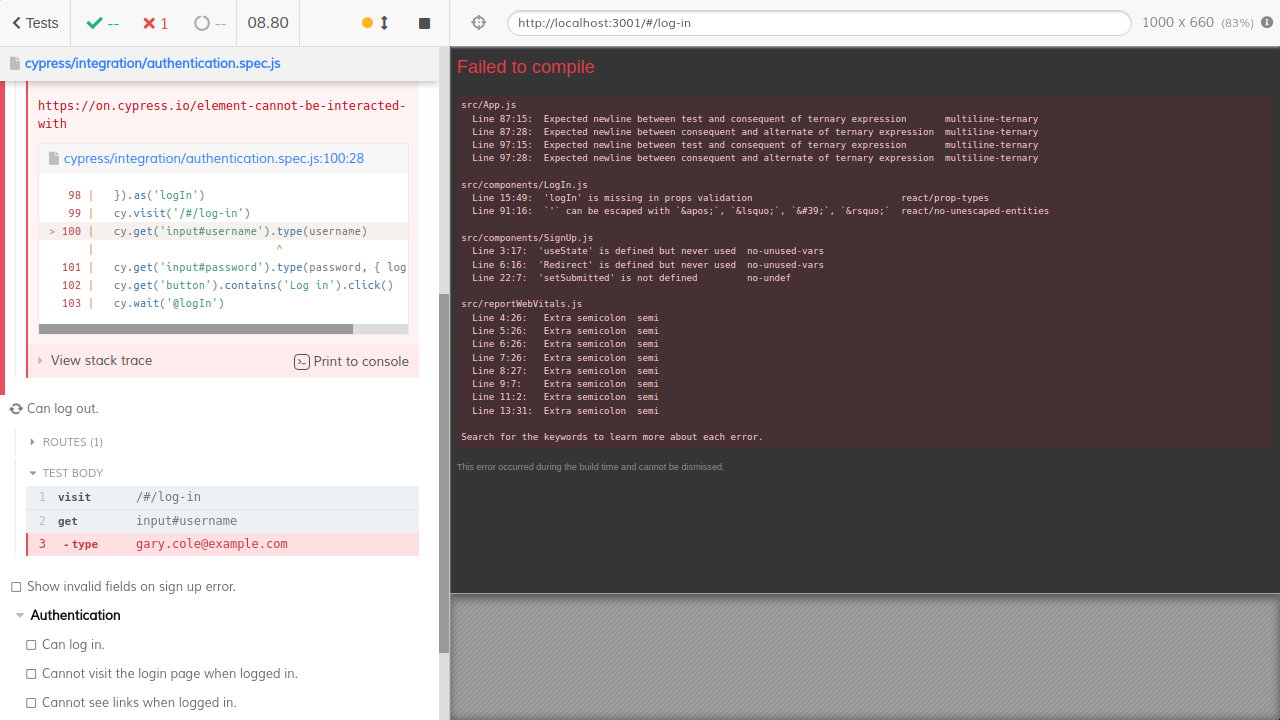 Tests
--
1
--
08.80
http://localhost:3001/#/log-in
1000 x 660 (83%)
cypress/integration/authentication.spec.js
https://on.cypress.io/element-cannot-be-interacted-
with
cypress/integration/authentication.spec.js:100:28
98 | }).as('logIn')
99 | cy.visit('/#/log-in')
> 100 | cy.get('input#username').type(username)
| ^
101 | cy.get('input#password').type(password, { log
102 | cy.get('button').contains('Log in').click()
103 | cy.wait('@logIn')
View stack trace
Print to console
Can log out.
ROUTES (1)
TEST BODY
1 visit /#/log-in
2 get input#username
3 -type gary.cole@example.com
Show invalid fields on sign up error.
Authentication
Can log in.
Cannot visit the login page when logged in.
Cannot see links when logged in.
Failed to compile
src/App.js
Line 87:15: Expected newline between test and consequent of ternary expression multiline-ternary
Line 87:28: Expected newline between consequent and alternate of ternary expression multiline-ternary
Line 97:15: Expected newline between test and consequent of ternary expression multiline-ternary
Line 97:28: Expected newline between consequent and alternate of ternary expression multiline-ternary
src/components/LogIn.js
Line 15:49: 'logIn' is missing in props validation react/prop-types
Line 91:16: `'` can be escaped with `&apos;`, `&lsquo;`, `&#39;`, `&rsquo;` react/no-unescaped-entities
src/components/SignUp.js
Line 3:17: 'useState' is defined but never used no-unused-vars
Line 6:16: 'Redirect' is defined but never used no-unused-vars
Line 22:7: 'setSubmitted' is not defined no-undef
src/reportWebVitals.js
Line 4:26: Extra semicolon semi
Line 5:26: Extra semicolon semi
Line 6:26: Extra semicolon semi
Line 7:26: Extra semicolon semi
Line 8:27: Extra semicolon semi
Line 9:7: Extra semicolon semi
Line 11:2: Extra semicolon semi
Line 13:31: Extra semicolon semi
Search for the keywords to learn more about each error.
This error occurred during the build time and cannot be dismissed.